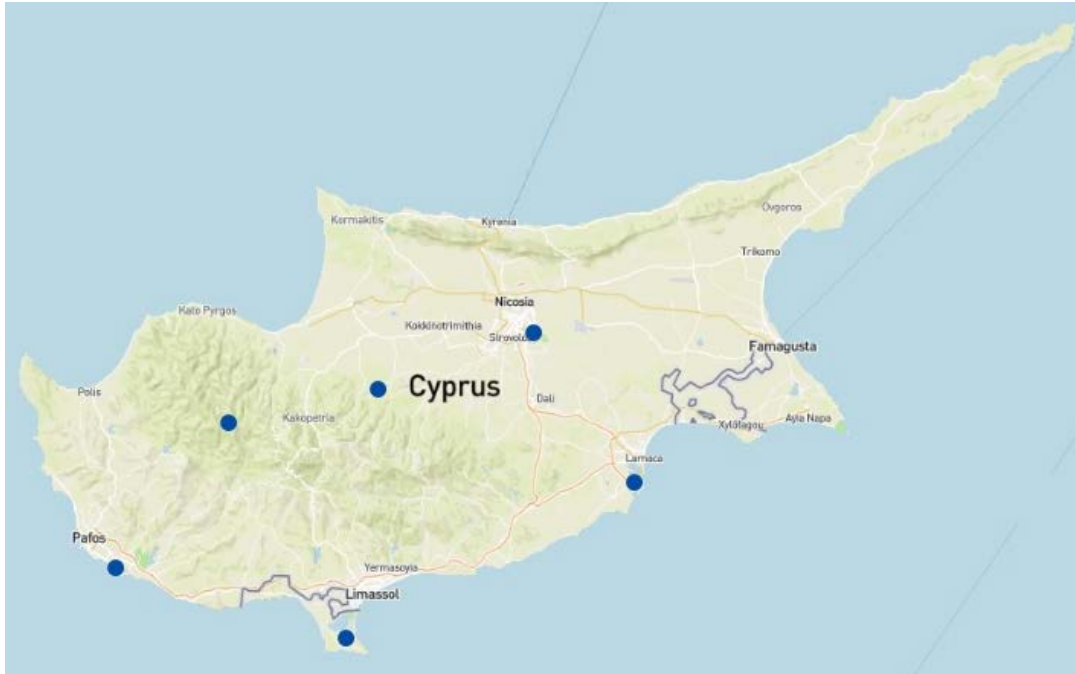 Kormakitis
Kyrenia
Ovgoros
Trikomo
Kato Pyrgos
Nicosia
Kokkinotrimithia
Famagusta
Cyprus
Polis
Dali
Kakopetria
Ayia Napa
Xylofagou
Larnaca
Pafos
Yermasoyia
Limassol